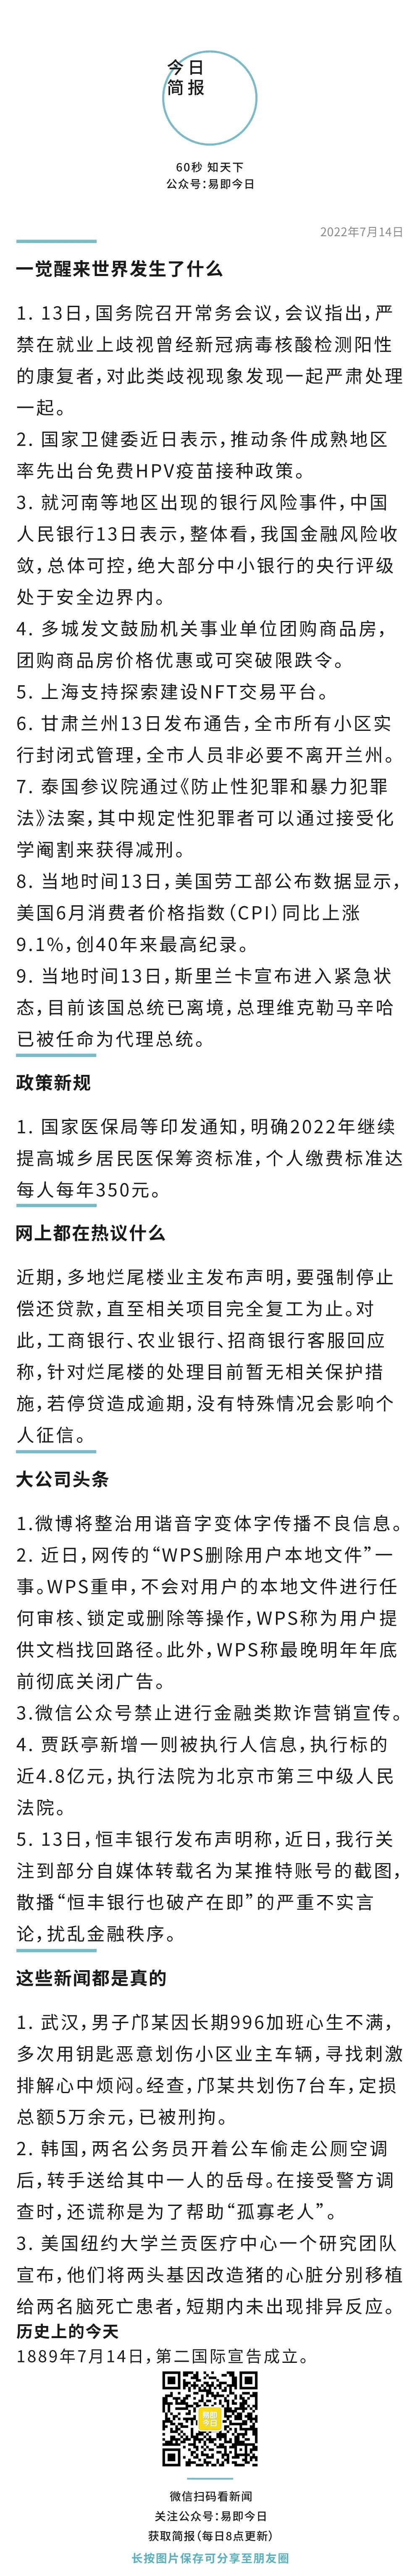 今日
简报
60秒 知天下
公众号：易即今日
2022年7月14日
一觉醒来世界发生了什么
1. 13日，国务院召开常务会议，会议指出，严
禁在就业上歧视曾经新冠病毒核酸检测阳性
的康复者，对此类歧视现象发现一起严肃处理
一起。
2. 国家卫健委近日表示，推动条件成熟地区
率先出台免费HPV疫苗接种政策。
3. 就河南等地区出现的银行风险事件，中国
人民银行13日表示，整体看，我国金融风险收
敛，总体可控，绝大部分中小银行的央行评级
处于安全边界内。
4. 多城发文鼓励机关事业单位团购商品房，
团购商品房价格优惠或可突破限跌令。
5. 上海支持探索建设NFT交易平台。
6. 甘肃兰州13日发布通告，全市所有小区实
行封闭式管理，全市人员非必要不离开兰州。
7. 泰国参议院通过《防止性犯罪和暴力犯罪
法》法案，其中规定性犯罪者可以通过接受化
学阉割来获得减刑。
8. 当地时间13日，美国劳工部公布数据显示，
美国6月消费者价格指数（CPI）同比上涨
9.1%，创40年来最高纪录。
9. 当地时间13日，斯里兰卡宣布进入紧急状
态，目前该国总统已离境，总理维克勒马辛哈
已被任命为代理总统。
政策新规
1. 国家医保局等印发通知，明确2022年继续
提高城乡居民医保筹资标准，个人缴费标准达
每人每年350元。
网上都在热议什么
近期，多地烂尾楼业主发布声明，要强制停止
偿还贷款，直至相关项目完全复工为止。对
此，工商银行、农业银行、招商银行客服回应
称，针对烂尾楼的处理目前暂无相关保护措
施，若停贷造成逾期，没有特殊情况会影响个
人征信。
大公司头条
1.微博将整治用谐音字变体字传播不良信息。
2. 近日，网传的“WPS删除用户本地文件”一
事。WPS重申，不会对用户的本地文件进行任
何审核、锁定或删除等操作，WPS称为用户提
供文档找回路径。此外，WPS称最晚明年年底
前彻底关闭广告。
3.微信公众号禁止进行金融类欺诈营销宣传。
4. 贾跃亭新增一则被执行人信息，执行标的
近4.8亿元，执行法院为北京市第三中级人民
法院。
5. 13日，恒丰银行发布声明称，近日，我行关
注到部分自媒体转载名为某推特账号的截图，
散播“恒丰银行也破产在即”的严重不实言
论，扰乱金融秩序。
这些新闻都是真的
1. 武汉，男子邝某因长期996加班心生不满，
多次用钥匙恶意划伤小区业主车辆，寻找刺激
排解心中烦闷。经查，邝某共划伤7台车，定损
总额5万余元，已被刑拘。
2. 韩国，两名公务员开着公车偷走公厕空调
后，转手送给其中一人的岳母。在接受警方调
查时，还谎称是为了帮助“孤寡老人”。
3. 美国纽约大学兰贡医疗中心一个研究团队
宣布，他们将两头基因改造猪的心脏分别移植
给两名脑死亡患者，短期内未出现排异反应。
历史上的今天
1889年7月14日，第二国际宣告成立。
易即
今日
微信扫码看新闻
关注公众号：易即今日
获取简报（每日8点更新）
长按图片保存可分享至朋友圈